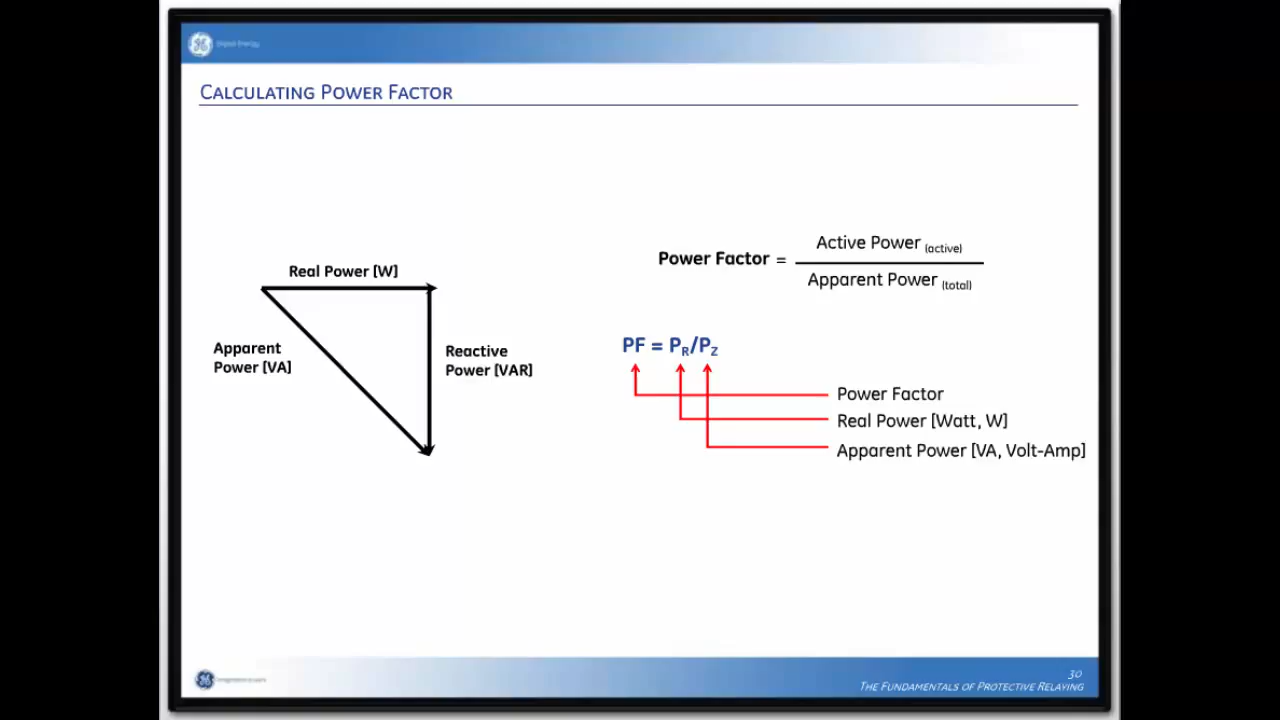 Digital Energy
CALCULATING POWER FACTOR
Real Power [W]
Apparent
Power [VA]
Reactive
Power [VAR]
Power Factor =
Active Power (active)
Apparent Power (total)
PF = PR/PZ
Power Factor
Real Power [Watt, W]
Apparent Power [VA, Volt-Amp]
30
THE FUNDAMENTALS OF PROTECTIVE RELAYING